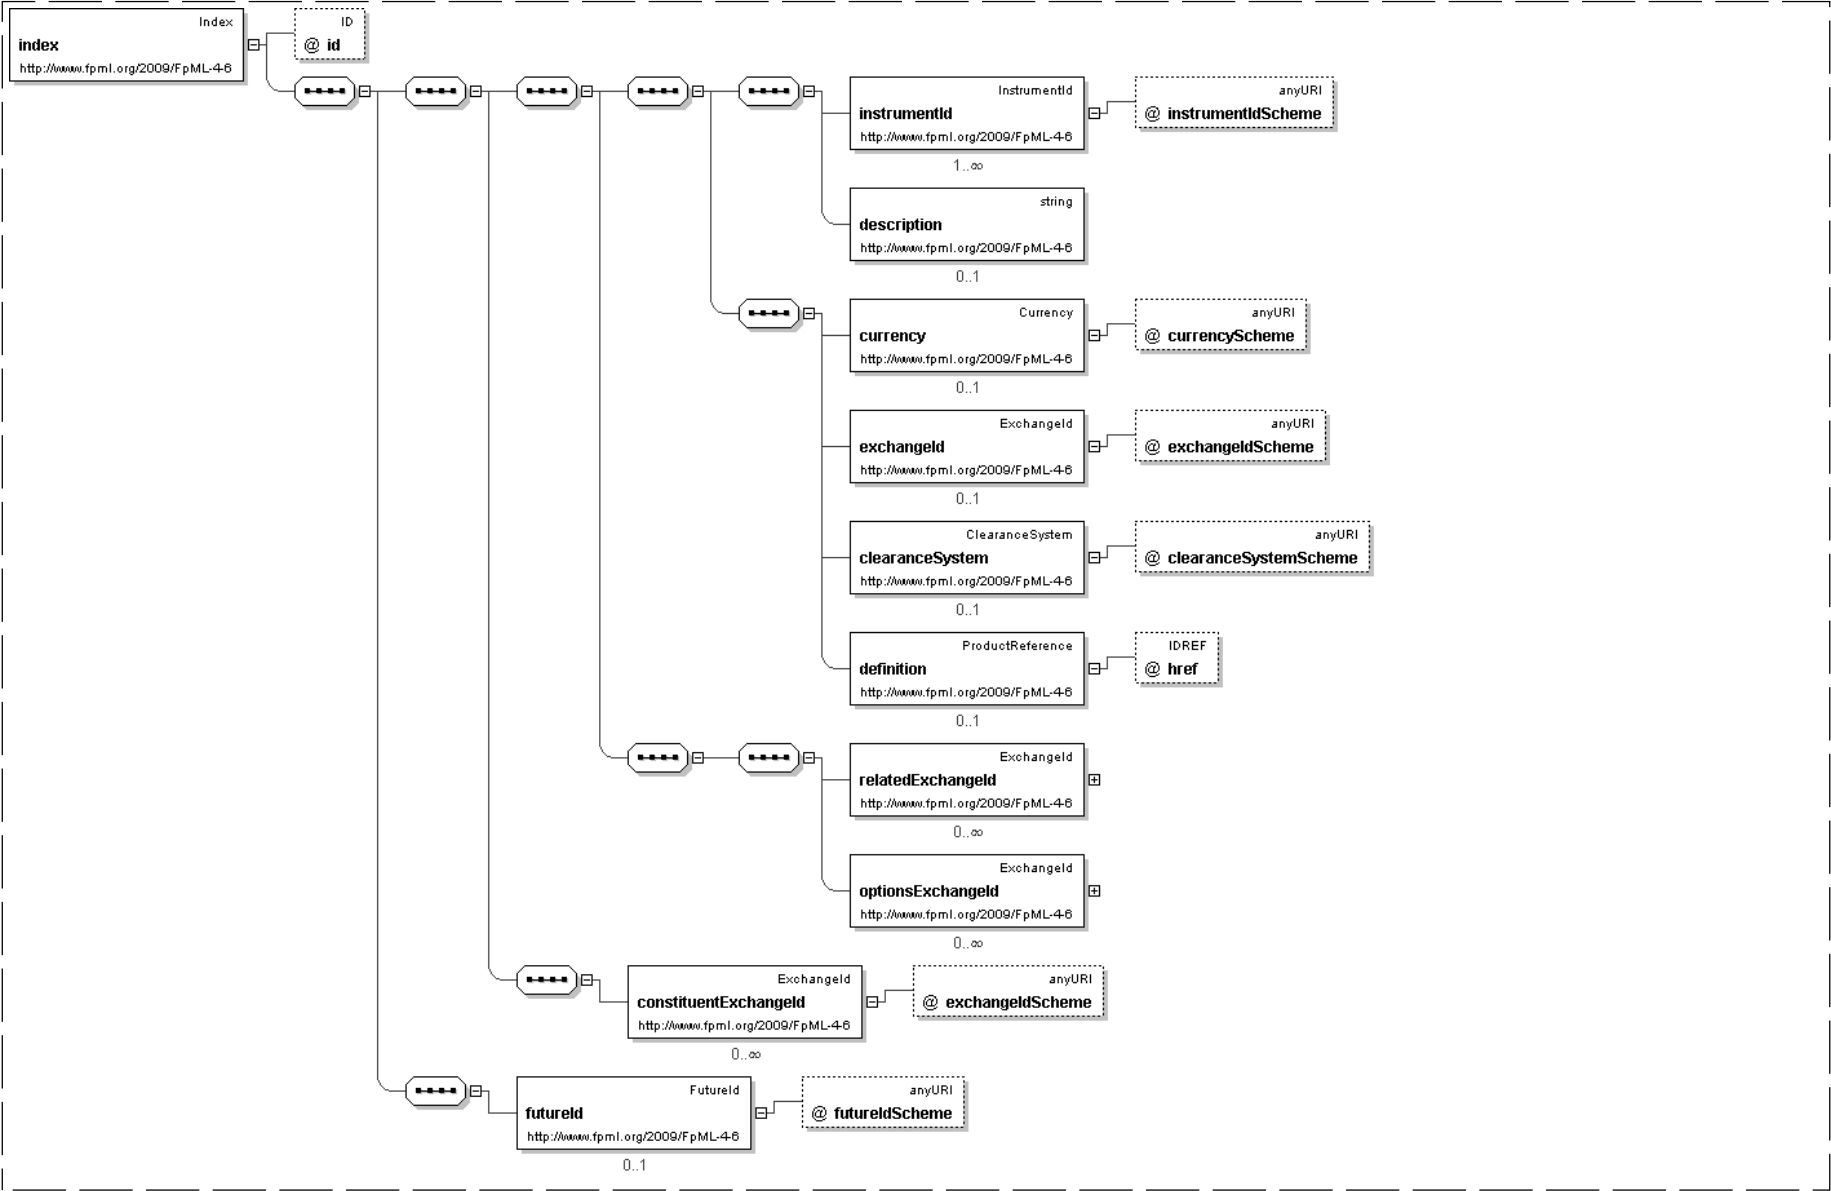 Index
index
http://www.fpml.org/2009/FpML-4-6
ID
@ id
InstrumentId
instrumentId
http://www.fpml.org/2009/FpML-4-6
1..∞
anyURI
@ instrumentIdScheme
string
description
http://www.fpml.org/2009/FpML-4-6
0..1
Currency
currency
http://www.fpml.org/2009/FpML-4-6
0..1
anyURI
@ currencyScheme
ExchangeId
exchangeId
http://www.fpml.org/2009/FpML-4-6
0..1
anyURI
@ exchangeIdScheme
ClearanceSystem
clearanceSystem
http://www.fpml.org/2009/FpML-4-6
0..1
anyURI
@ clearanceSystemScheme
ProductReference
definition
http://www.fpml.org/2009/FpML-4-6
0..1
IDREF
@ href
ExchangeId
relatedExchangeId
http://www.fpml.org/2009/FpML-4-6
0..∞
ExchangeId
optionsExchangeId
http://www.fpml.org/2009/FpML-4-6
0..∞
ExchangeId
constituentExchangeId
http://www.fpml.org/2009/FpML-4-6
0..∞
anyURI
@ exchangeIdScheme
FutureId
futureId
http://www.fpml.org/2009/FpML-4-6
0..1
anyURI
@ futureIdScheme